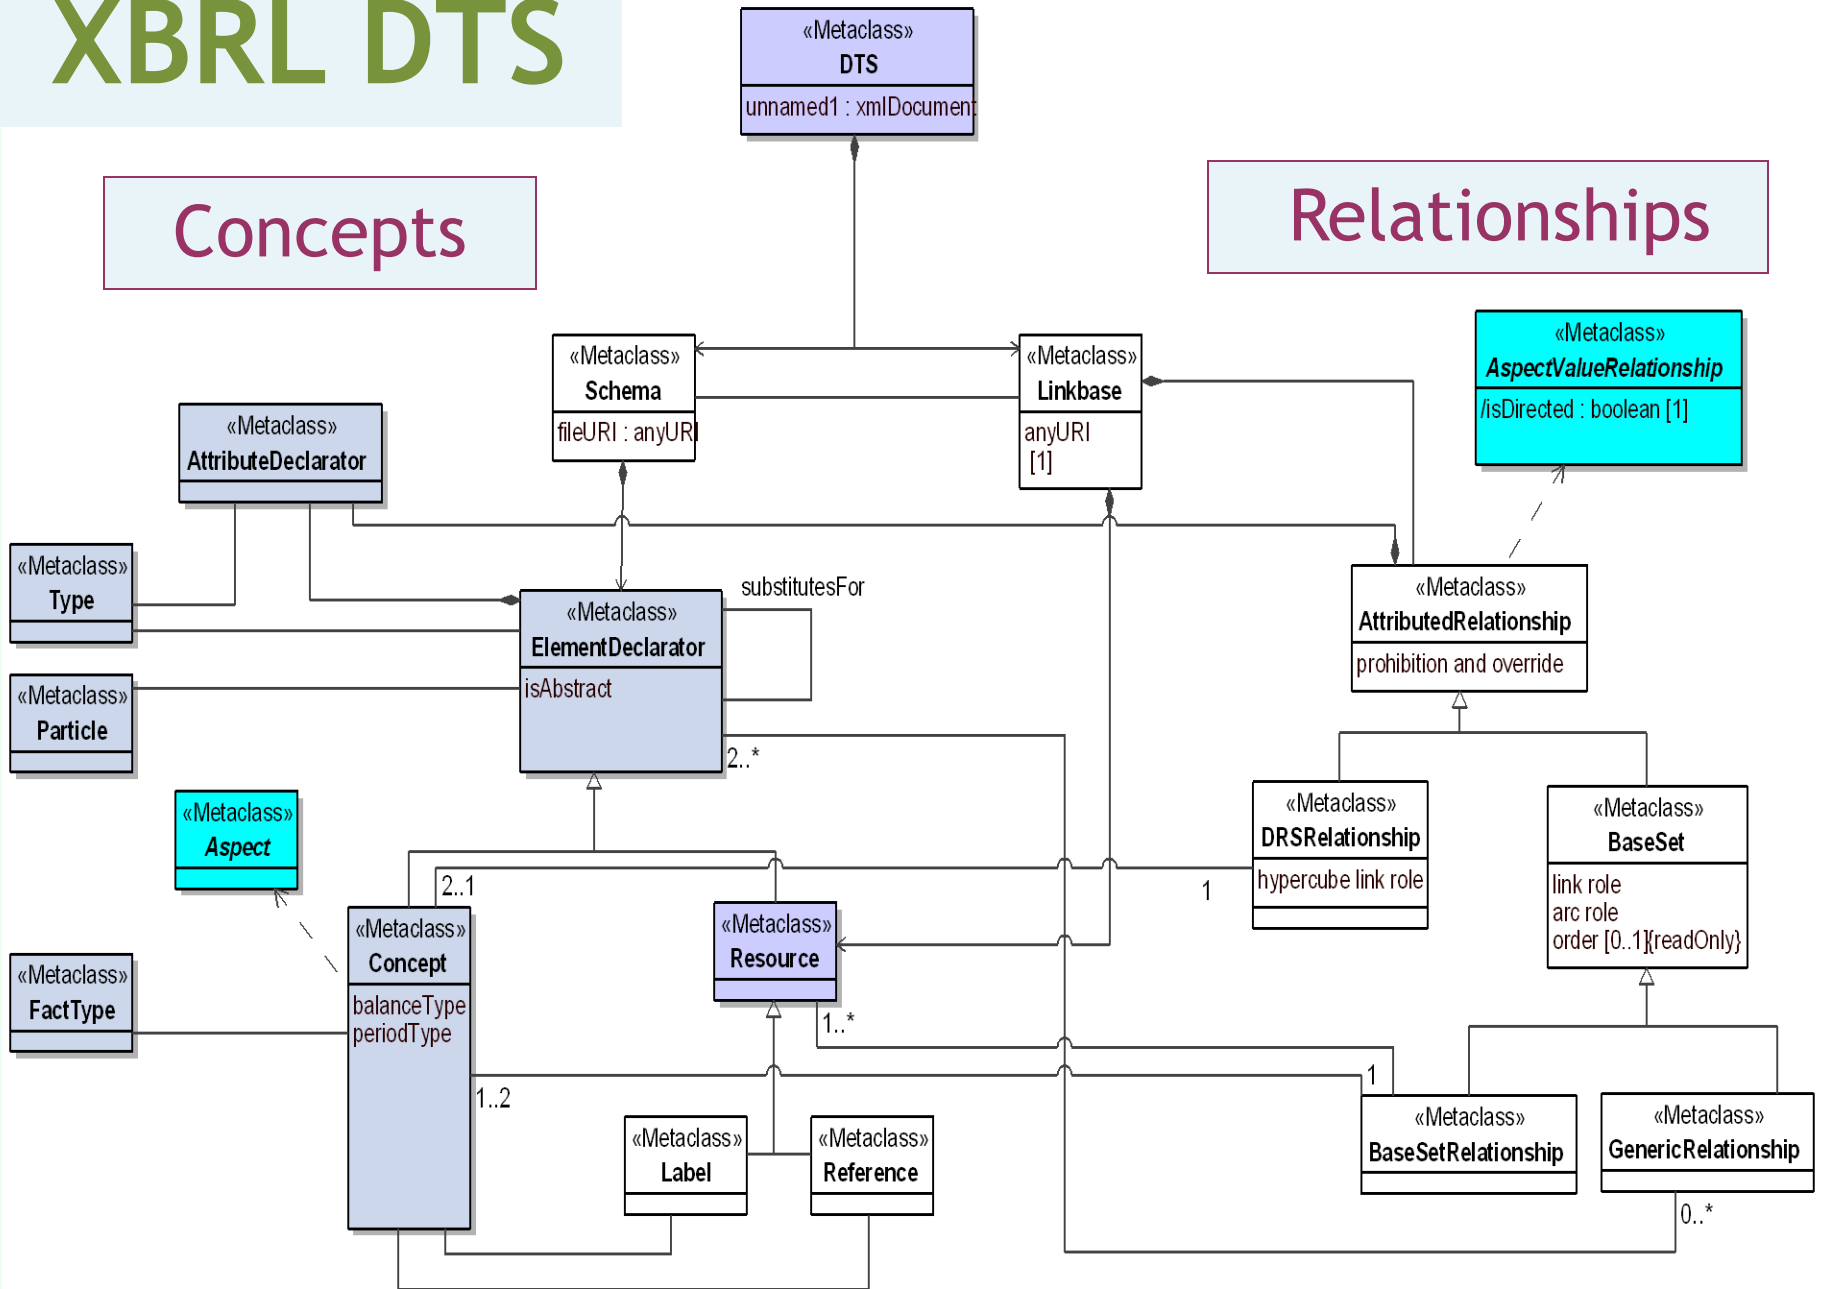 XBRL DTS
«Metaclass»
DTS
unnamed1 : xmlDocument
Concepts
Relationships
«Metaclass»
Schema
fileURI : anyURI
«Metaclass»
Linkbase
anyURI
[1]
«Metaclass»
AspectValueRelationship
/isDirected : boolean [1]
«Metaclass»
AttributeDeclarator
«Metaclass»
Type
«Metaclass»
ElementDeclarator
isAbstract
substitutesFor
2..*
«Metaclass»
AttributedRelationship
prohibition and override
«Metaclass»
Particle
«Metaclass»
Aspect
«Metaclass»
DRSRelationship
hypercube link role
«Metaclass»
BaseSet
link role
arc role
order [0..1]{readOnly}
2..1
1
«Metaclass»
Concept
balanceType
periodType
«Metaclass»
Resource
1..*
«Metaclass»
FactType
1..2
1
«Metaclass»
Label
«Metaclass»
Reference
«Metaclass»
BaseSetRelationship
«Metaclass»
GenericRelationship
0..*